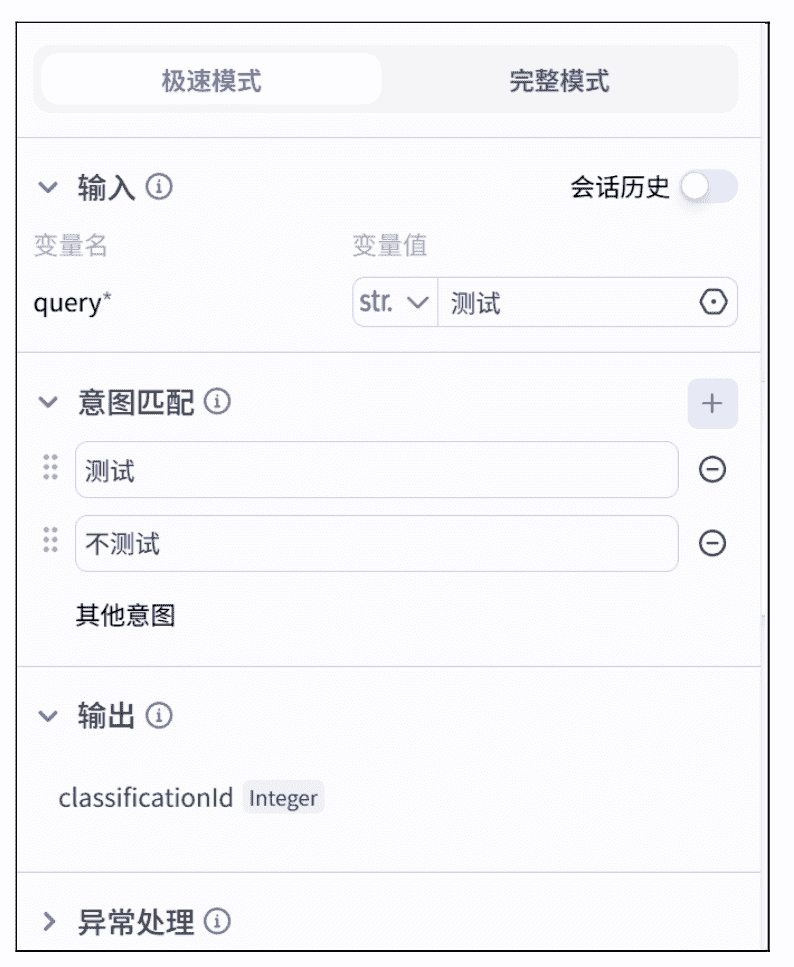 极速模式 完整模式
输入 会话历史
变量名 变量值
query* str. 测试
意图匹配
测试
不测试
其他意图
输出
classificationId Integer
异常处理